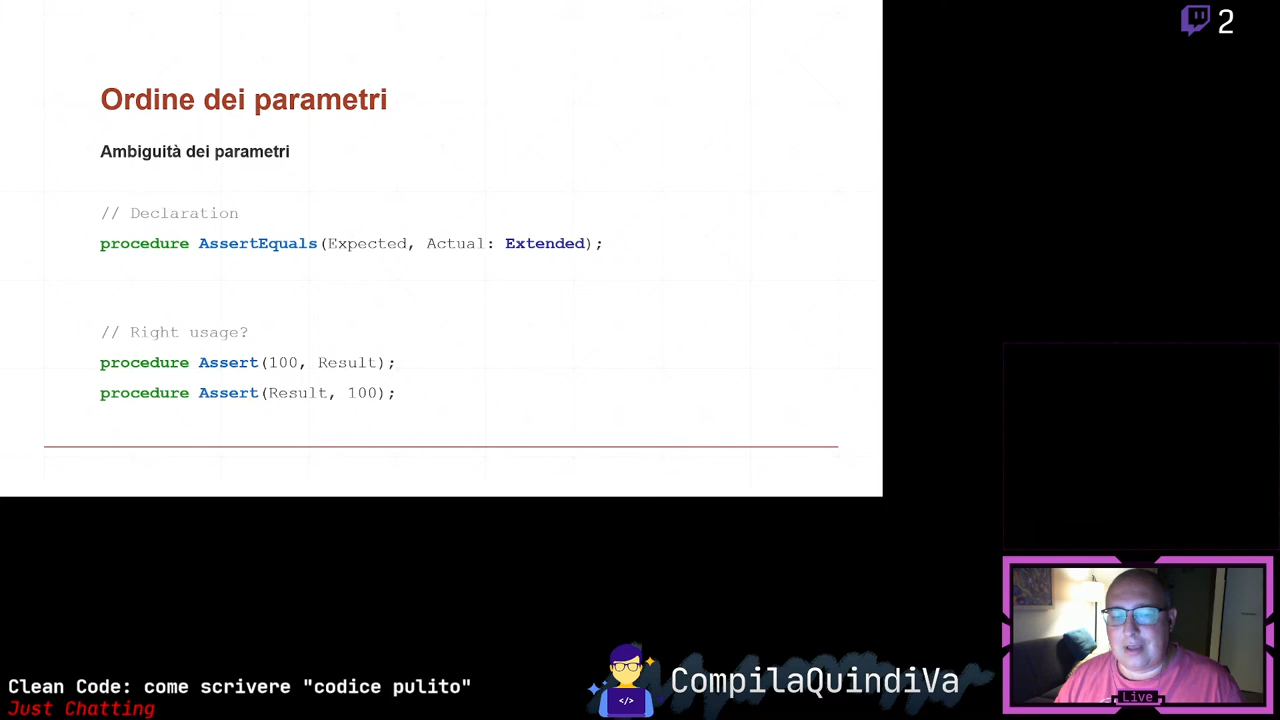 2
Ordine dei parametri
Ambiguità dei parametri
// Declaration
procedure AssertEquals(Expected, Actual: Extended);
// Right usage?
procedure Assert(100, Result);
procedure Assert(Result, 100);
Live
</>
CompilaQuindiVa
Clean Code: come scrivere "codice pulito"
Just Chatting